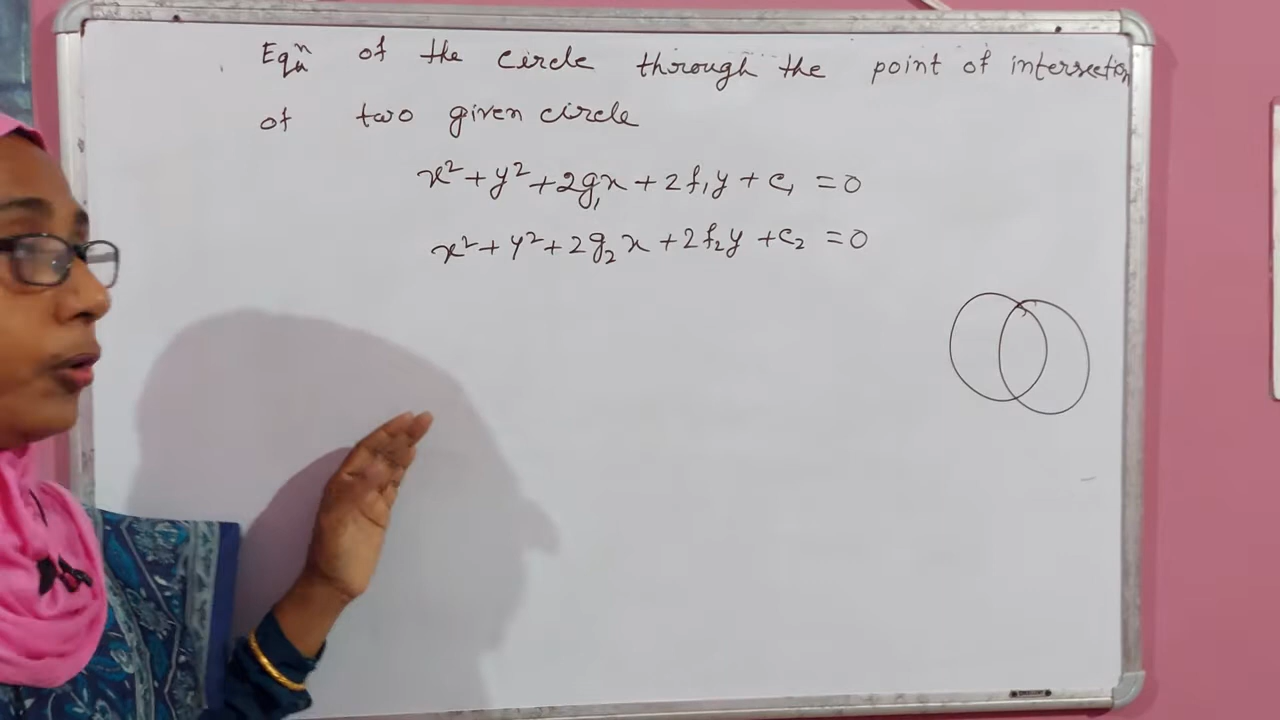 Eqⁿ of the circle through the point of intersection
of two given circle
x² + y² + 2g₁x + 2f₁y + c₁ = 0
x² + y² + 2g₂x + 2f₂y + c₂ = 0